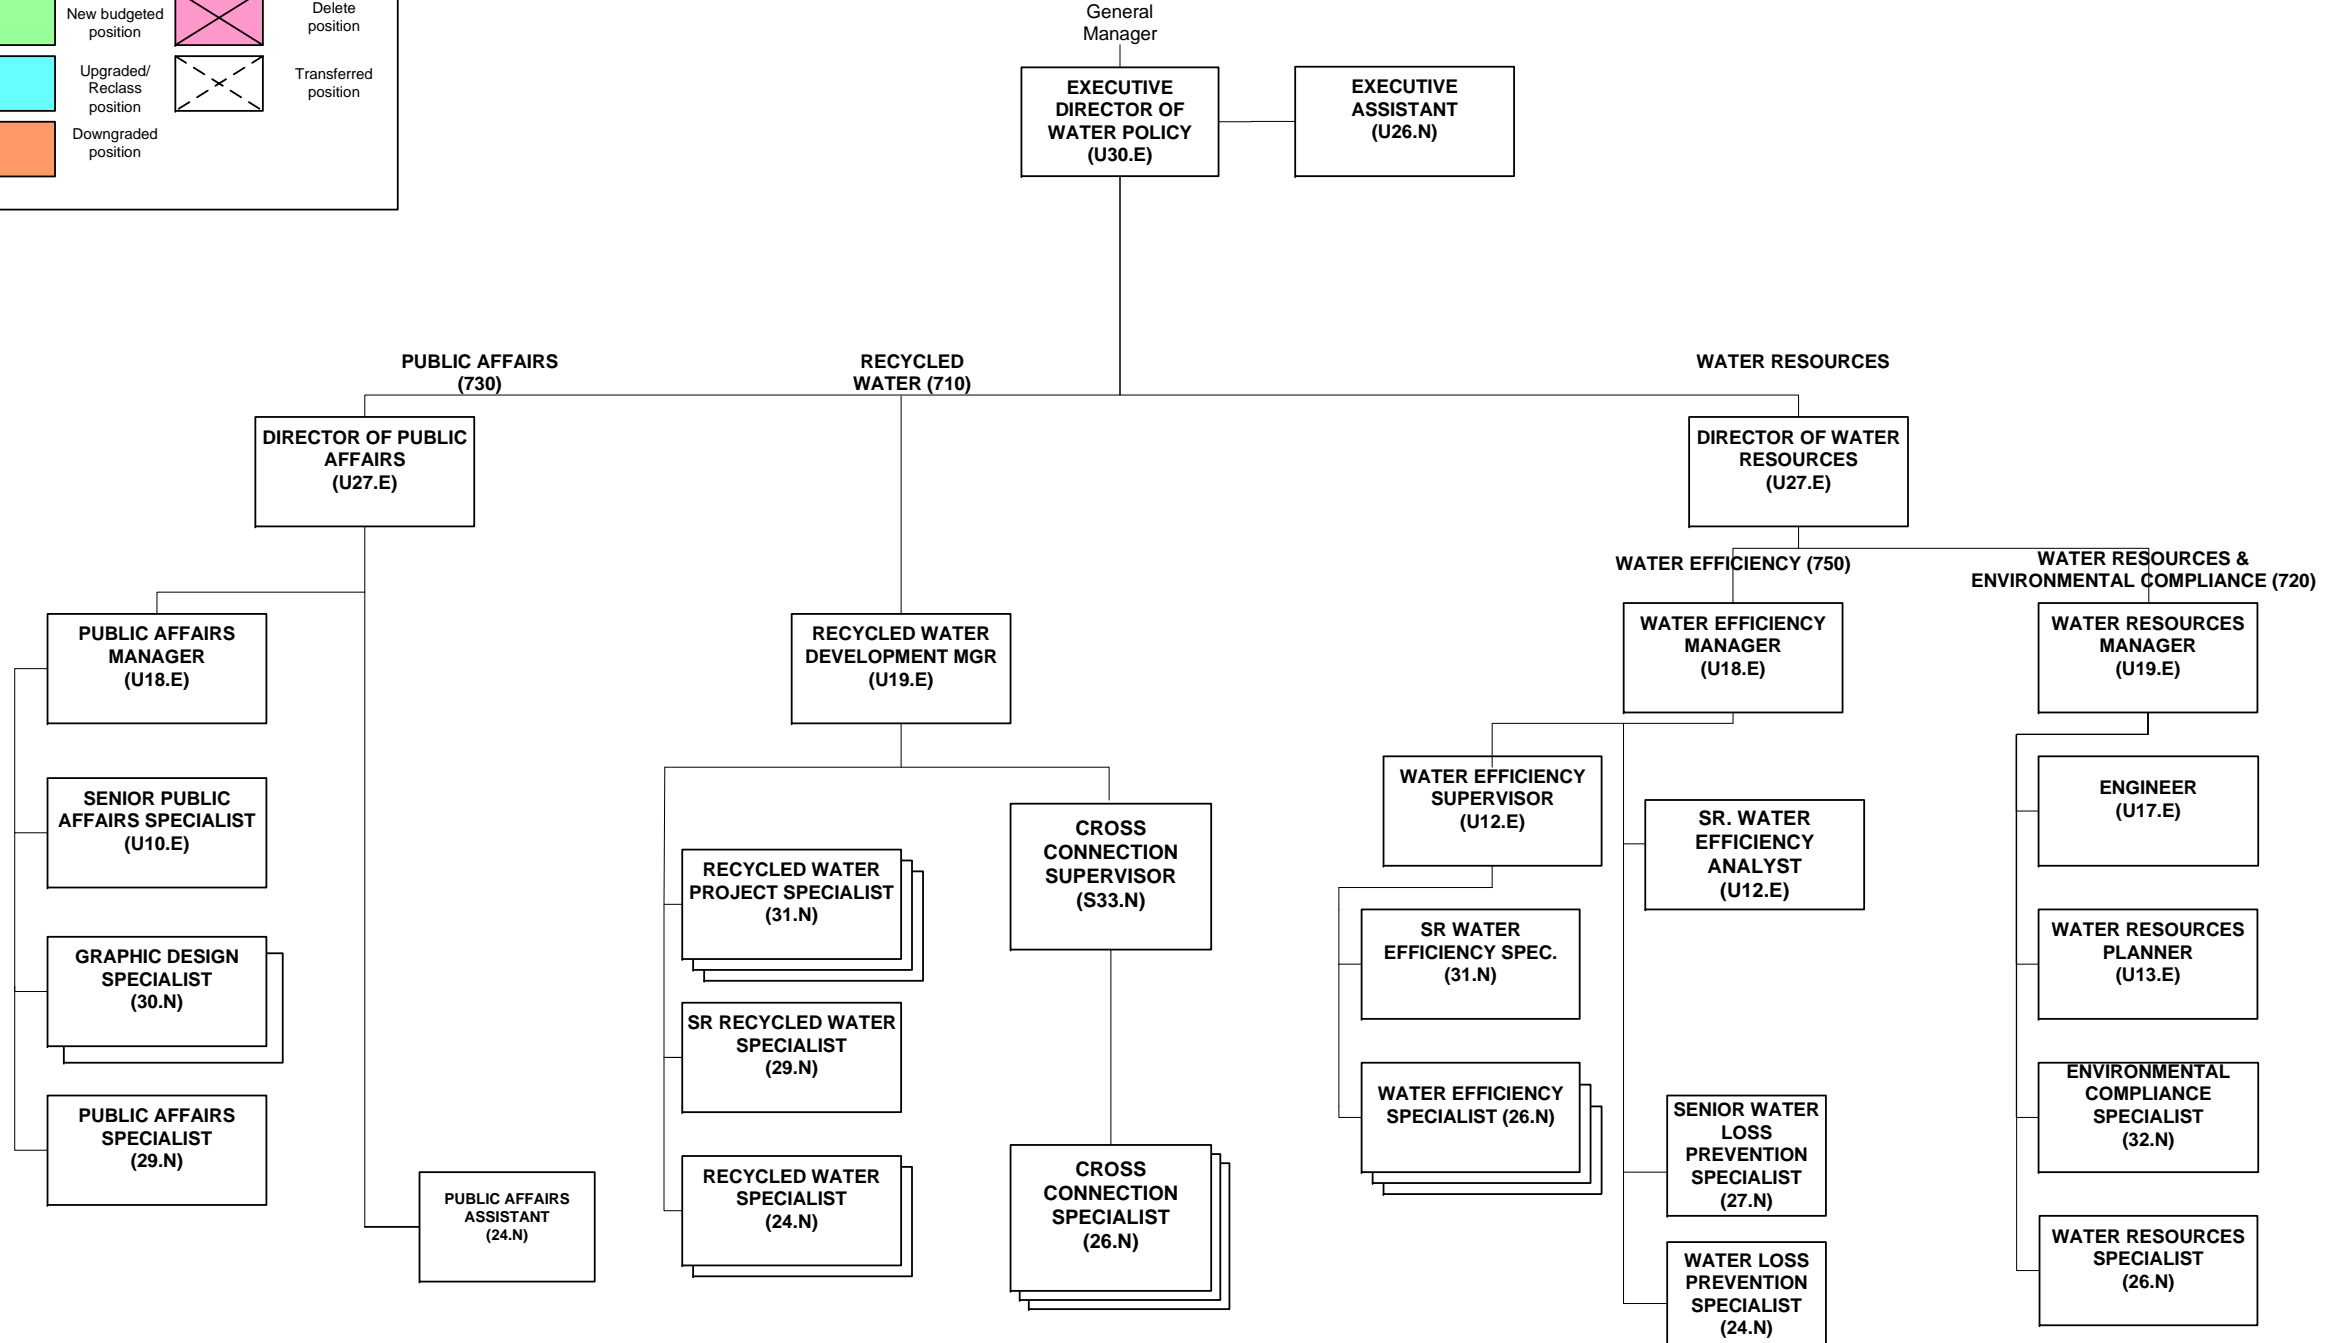 New budgeted
position
Delete
position
Upgraded/
Reclass
position
Transferred
position
Downgraded
position
General
Manager
EXECUTIVE
DIRECTOR OF
WATER POLICY
(U30.E)
EXECUTIVE
ASSISTANT
(U26.N)
PUBLIC AFFAIRS
(730)
RECYCLED
WATER (710)
WATER RESOURCES
DIRECTOR OF PUBLIC
AFFAIRS
(U27.E)
DIRECTOR OF WATER
RESOURCES
(U27.E)
WATER EFFICIENCY (750)
WATER RESOURCES &
ENVIRONMENTAL COMPLIANCE (720)
PUBLIC AFFAIRS
MANAGER
(U18.E)
RECYCLED WATER
DEVELOPMENT MGR
(U19.E)
WATER EFFICIENCY
MANAGER
(U18.E)
WATER RESOURCES
MANAGER
(U19.E)
SENIOR PUBLIC
AFFAIRS SPECIALIST
(U10.E)
GRAPHIC DESIGN
SPECIALIST
(30.N)
PUBLIC AFFAIRS
SPECIALIST
(29.N)
PUBLIC AFFAIRS
ASSISTANT
(24.N)
RECYCLED WATER
PROJECT SPECIALIST
(31.N)
SR RECYCLED WATER
SPECIALIST
(29.N)
RECYCLED WATER
SPECIALIST
(24.N)
CROSS
CONNECTION
SUPERVISOR
(S33.N)
CROSS
CONNECTION
SPECIALIST
(26.N)
WATER EFFICIENCY
SUPERVISOR
(U12.E)
SR WATER
EFFICIENCY SPEC.
(31.N)
WATER EFFICIENCY
SPECIALIST (26.N)
SR. WATER
EFFICIENCY
ANALYST
(U12.E)
SENIOR WATER
LOSS
PREVENTION
SPECIALIST
(27.N)
WATER LOSS
PREVENTION
SPECIALIST
(24.N)
ENGINEER
(U17.E)
WATER RESOURCES
PLANNER
(U13.E)
ENVIRONMENTAL
COMPLIANCE
SPECIALIST
(32.N)
WATER RESOURCES
SPECIALIST
(26.N)